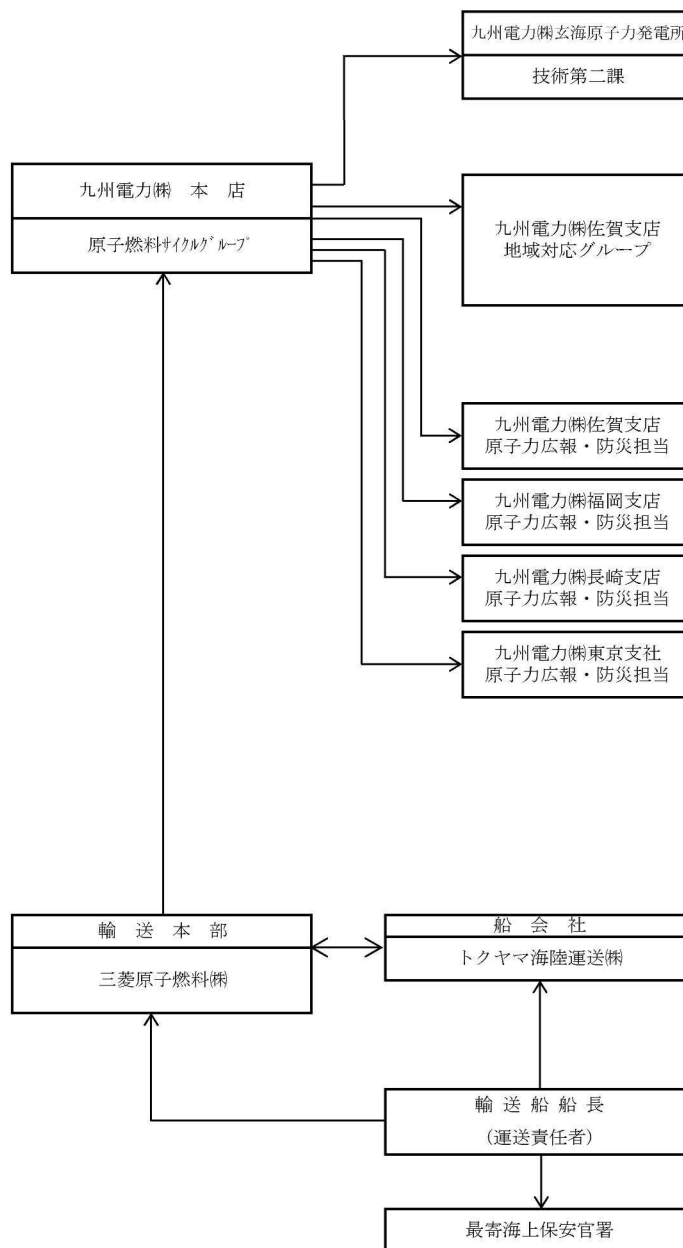 九州電力㈱玄海原子力発電所
技術第二課
九州電力㈱ 本 店
原子燃料ｻｲｸﾙｸﾞﾙｰﾌﾟ
九州電力㈱佐賀支店
地域対応グループ
九州電力㈱佐賀支店
原子力広報・防災担当
九州電力㈱福岡支店
原子力広報・防災担当
九州電力㈱長崎支店
原子力広報・防災担当
九州電力㈱東京支社
原子力広報・防災担当
輸 送 本 部
三菱原子燃料㈱
船 会 社
トクヤマ海陸運送㈱
輸 送 船 船 長
(運送責任者)
最寄海上保安官署